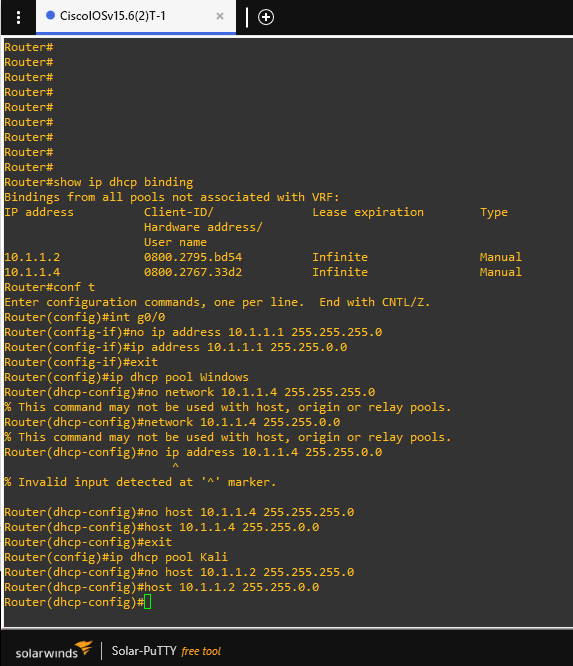 CiscoIOSv15.6(2)T-1
Router#
Router#
Router#
Router#
Router#
Router#
Router#
Router#
Router#
Router#show ip dhcp binding
Bindings from all pools not associated with VRF:
IP address Client-ID/ Lease expiration Type
Hardware address/
User name
10.1.1.2 0800.2795.bd54 Infinite Manual
10.1.1.4 0800.2767.33d2 Infinite Manual
Router#conf t
Enter configuration commands, one per line. End with CNTL/Z.
Router(config)#int g0/0
Router(config-if)#no ip address 10.1.1.1 255.255.255.0
Router(config-if)#ip address 10.1.1.1 255.255.0.0
Router(config-if)#exit
Router(config)#ip dhcp pool Windows
Router(dhcp-config)#no network 10.1.1.4 255.255.255.0
% This command may not be used with host, origin or relay pools.
Router(dhcp-config)#network 10.1.1.4 255.255.0.0
% This command may not be used with host, origin or relay pools.
Router(dhcp-config)#no ip address 10.1.1.4 255.255.0.0
^
% Invalid input detected at '^' marker.
Router(dhcp-config)#no host 10.1.1.4 255.255.255.0
Router(dhcp-config)#host 10.1.1.4 255.255.0.0
Router(dhcp-config)#exit
Router(config)#ip dhcp pool Kali
Router(dhcp-config)#no host 10.1.1.2 255.255.255.0
Router(dhcp-config)#host 10.1.1.2 255.255.0.0
Router(dhcp-config)#
solarwinds Solar-PuTTY free tool